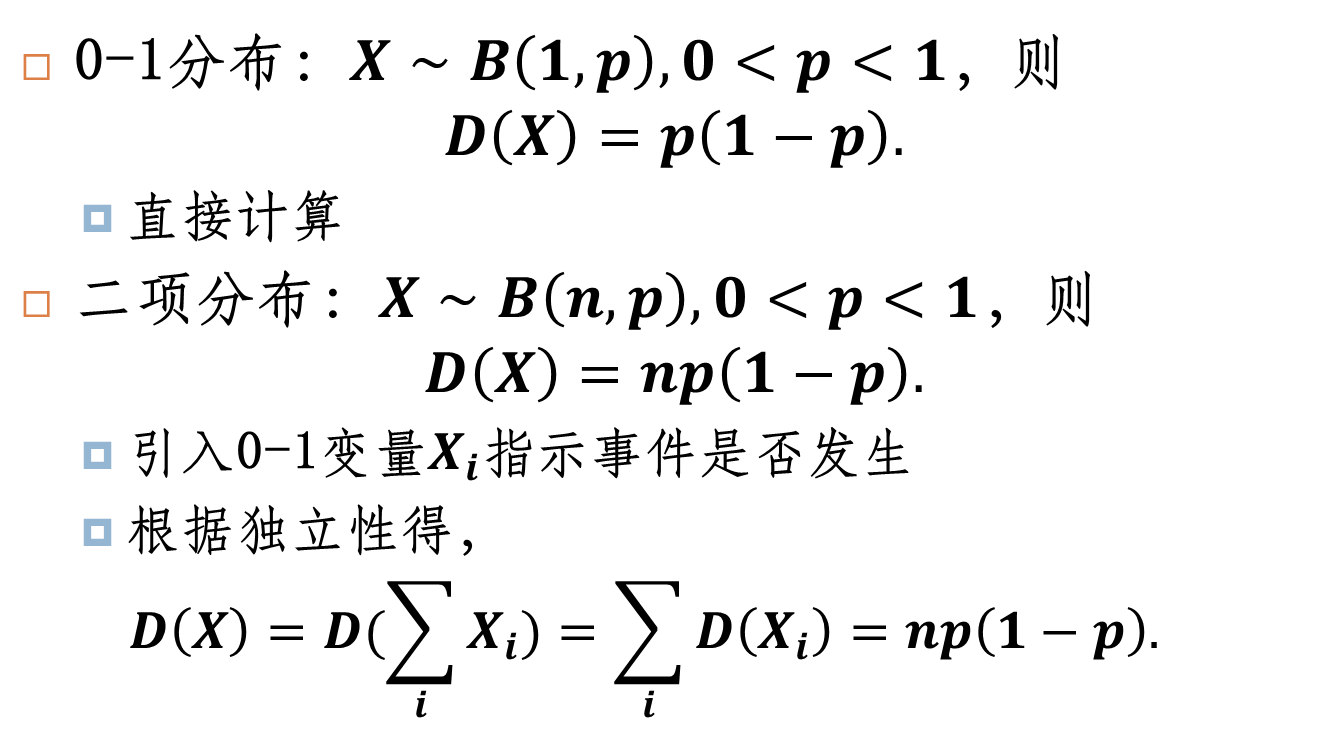 0-1分布：X ~ B(1,p),0 < p < 1，则
D(X) = p(1 − p).
直接计算
二项分布：X ~ B(n,p),0 < p < 1，则
D(X) = np(1 − p).
引入0-1变量Xᵢ指示事件是否发生
根据独立性得，
D(X) = D(∑ᵢ Xᵢ) = ∑ᵢ D(Xᵢ) = np(1 − p).